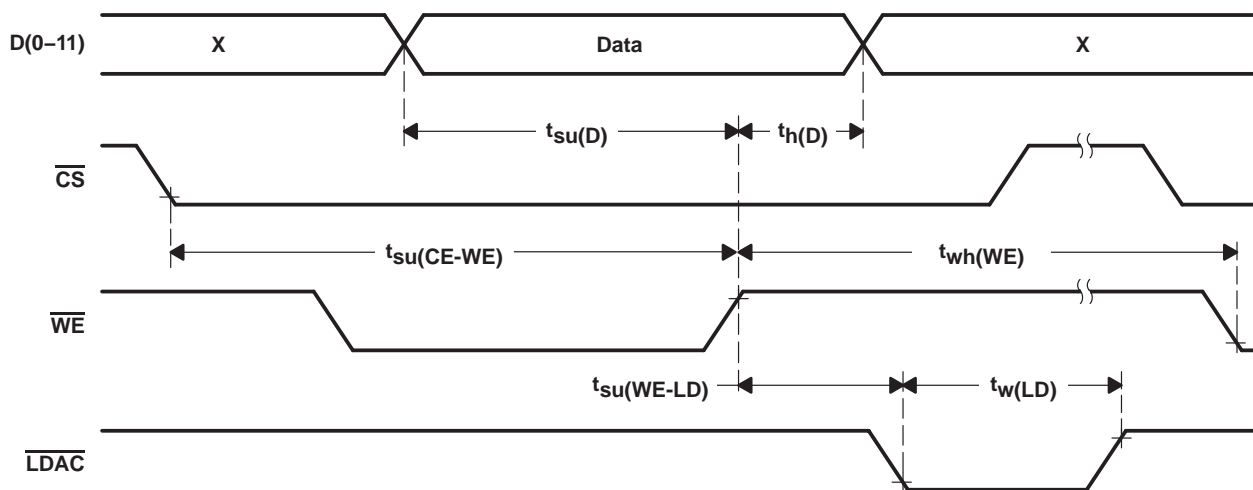 D(0–11) X Data X
tsu(D) th(D)
CS
tsu(CE-WE) twh(WE)
WE
tsu(WE-LD) tw(LD)
LDAC